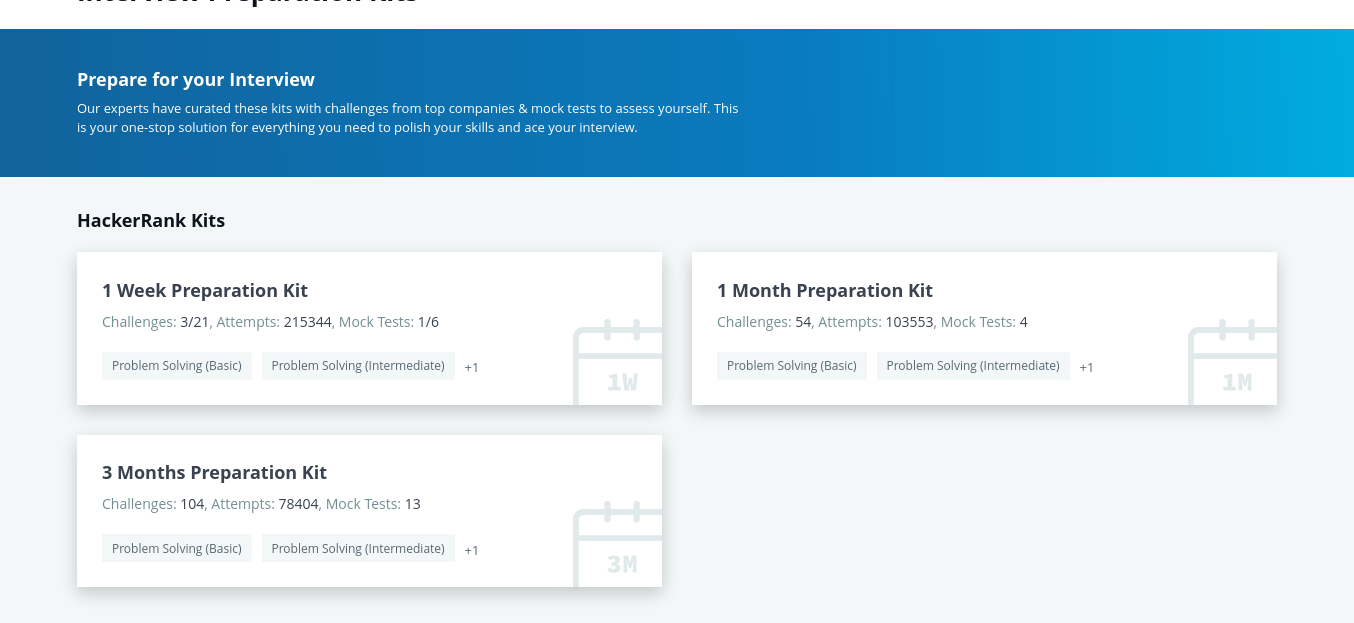 Interview Preparation Kits
Prepare for your Interview
Our experts have curated these kits with challenges from top companies & mock tests to assess yourself. This
is your one-stop solution for everything you need to polish your skills and ace your interview.
HackerRank Kits
1 Week Preparation Kit
Challenges: 3/21, Attempts: 215344, Mock Tests: 1/6
Problem Solving (Basic) Problem Solving (Intermediate) +1
1W
1 Month Preparation Kit
Challenges: 54, Attempts: 103553, Mock Tests: 4
Problem Solving (Basic) Problem Solving (Intermediate) +1
1M
3 Months Preparation Kit
Challenges: 104, Attempts: 78404, Mock Tests: 13
Problem Solving (Basic) Problem Solving (Intermediate) +1
3M